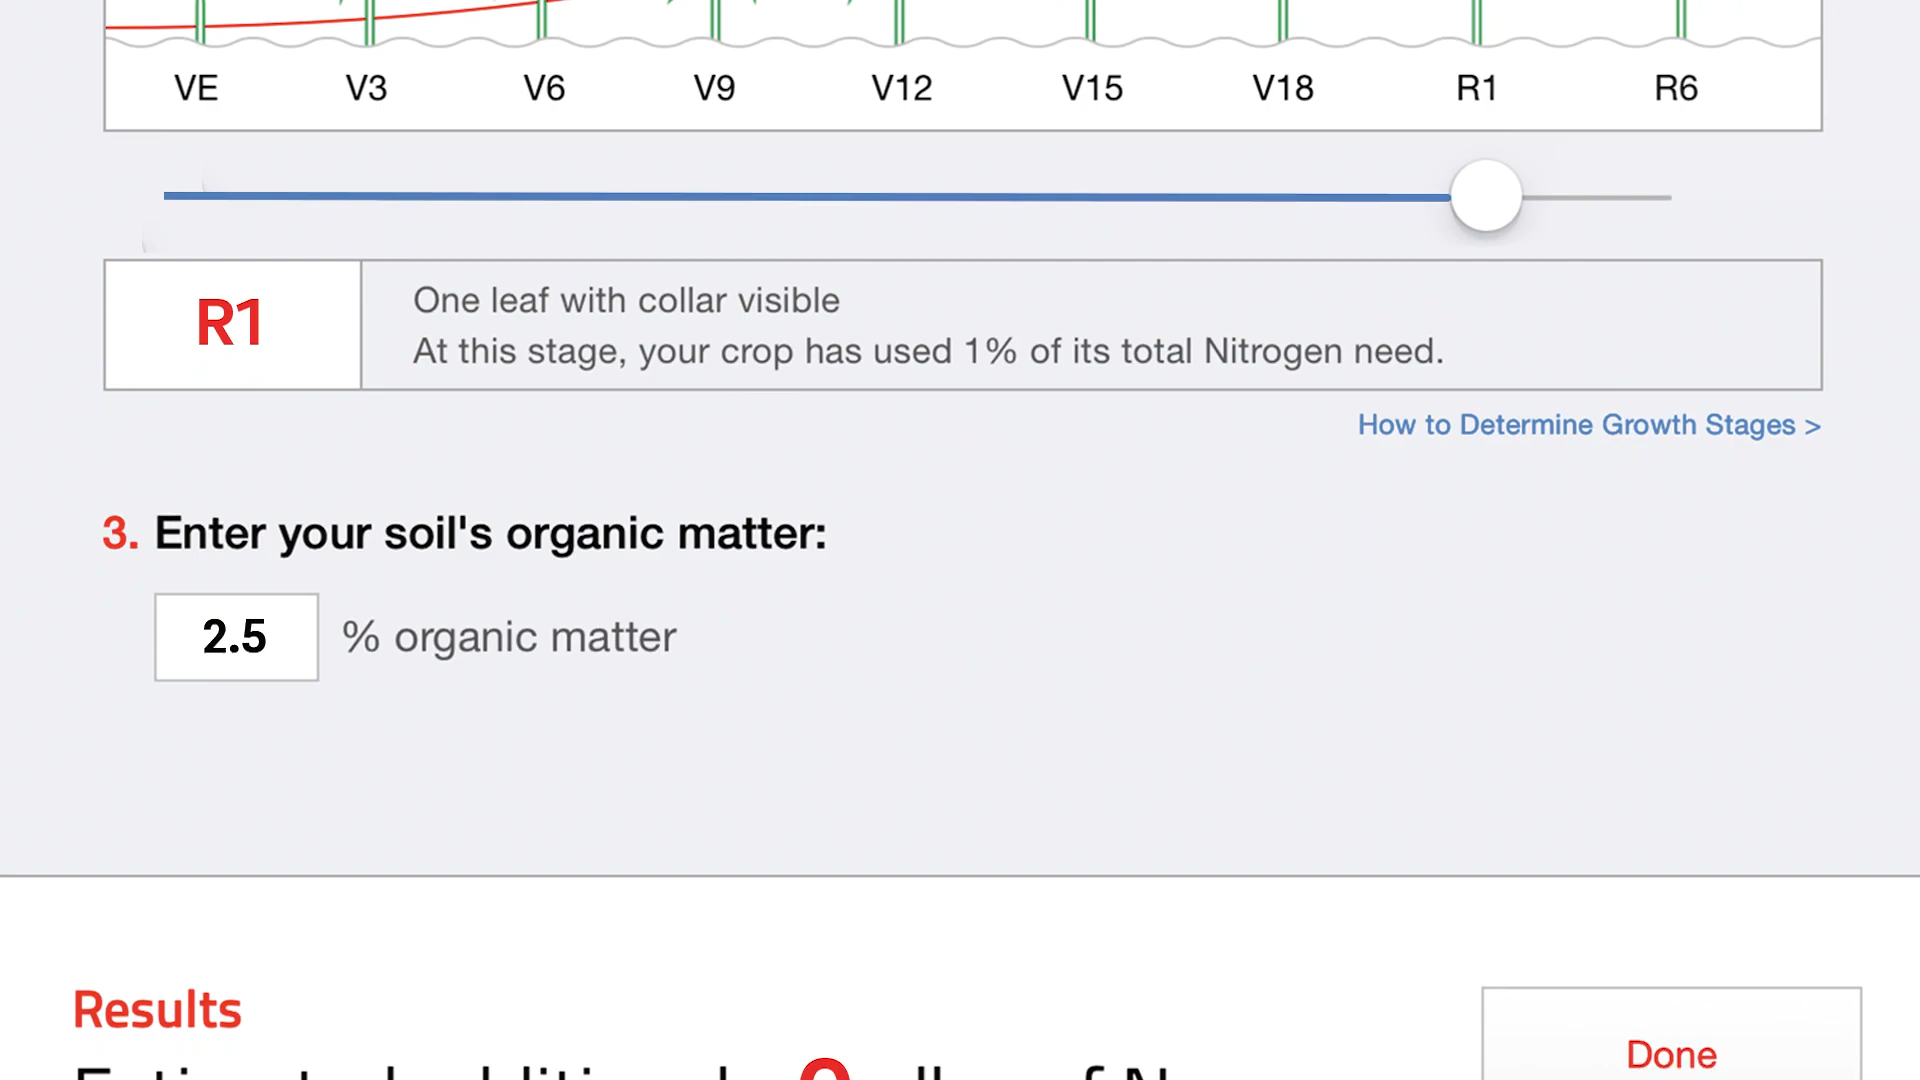 VE V3 V6 V9 V12 V15 V18 R1 R6
R1
One leaf with collar visible
At this stage, your crop has used 1% of its total Nitrogen need.
How to Determine Growth Stages >
3. Enter your soil's organic matter:
2.5 % organic matter
Results
Done